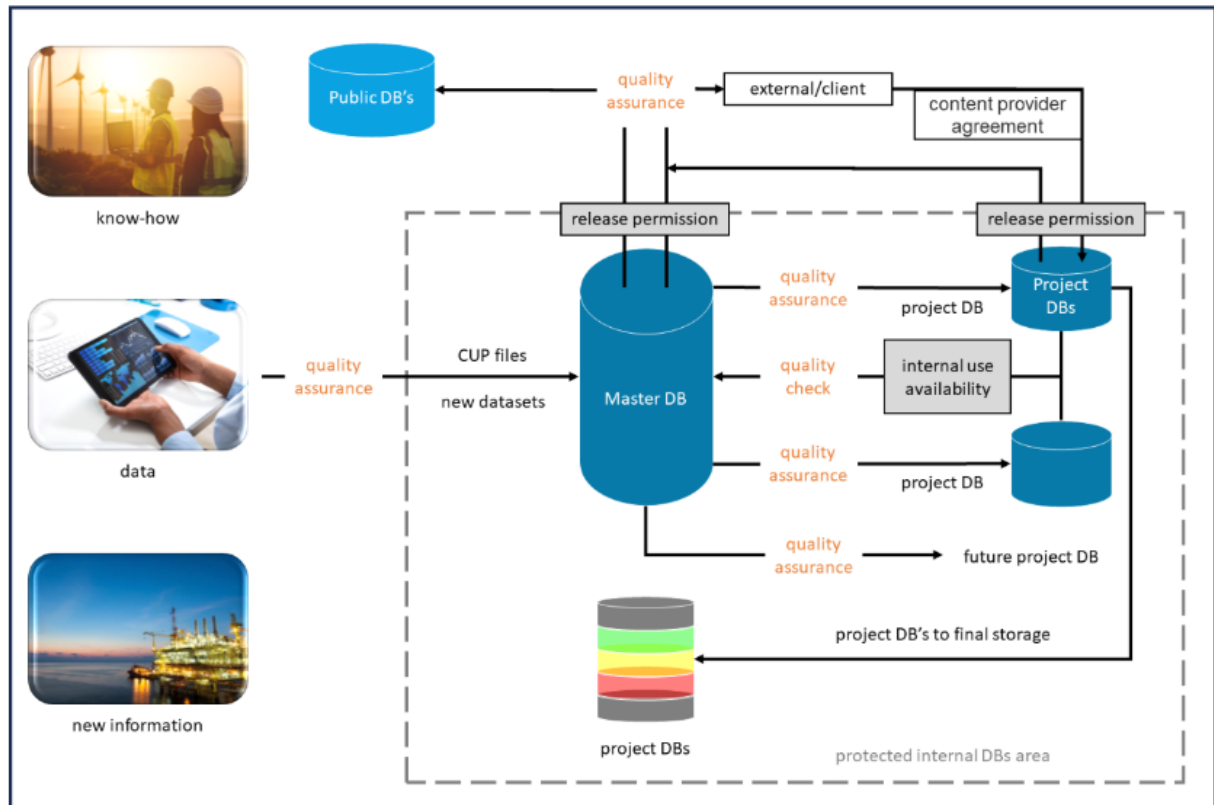 Public DB's
quality
assurance
external/client
content provider
agreement
know-how
release permission
release permission
quality
assurance
project DB
Project
DBs
quality
assurance
CUP files
new datasets
Master DB
quality
check
internal use
availability
data
quality
assurance
project DB
quality
assurance
future project DB
project DB's to final storage
new information
project DBs
protected internal DBs area